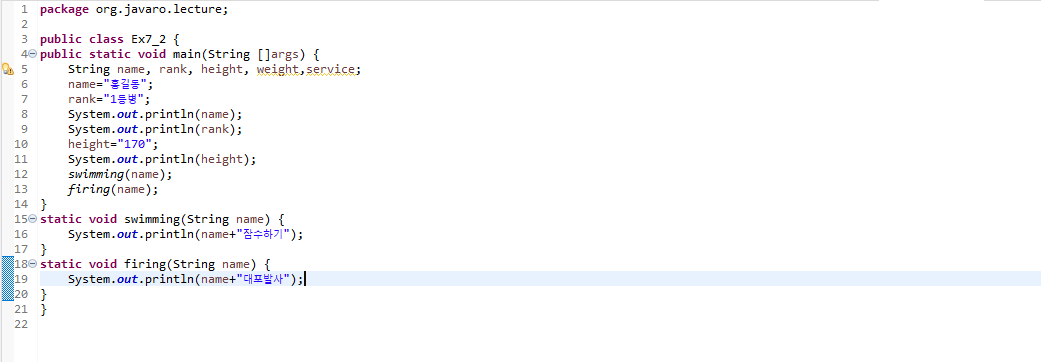 1 package org.javaro.lecture;
2
3 public class Ex7_2 {
4 public static void main(String []args) {
5 String name, rank, height, weight,service;
6 name="홍길동";
7 rank="1등병";
8 System.out.println(name);
9 System.out.println(rank);
10 height="170";
11 System.out.println(height);
12 swimming(name);
13 firing(name);
14 }
15 static void swimming(String name) {
16 System.out.println(name+"잠수하기");
17 }
18 static void firing(String name) {
19 System.out.println(name+"대포발사");
20 }
21 }
22